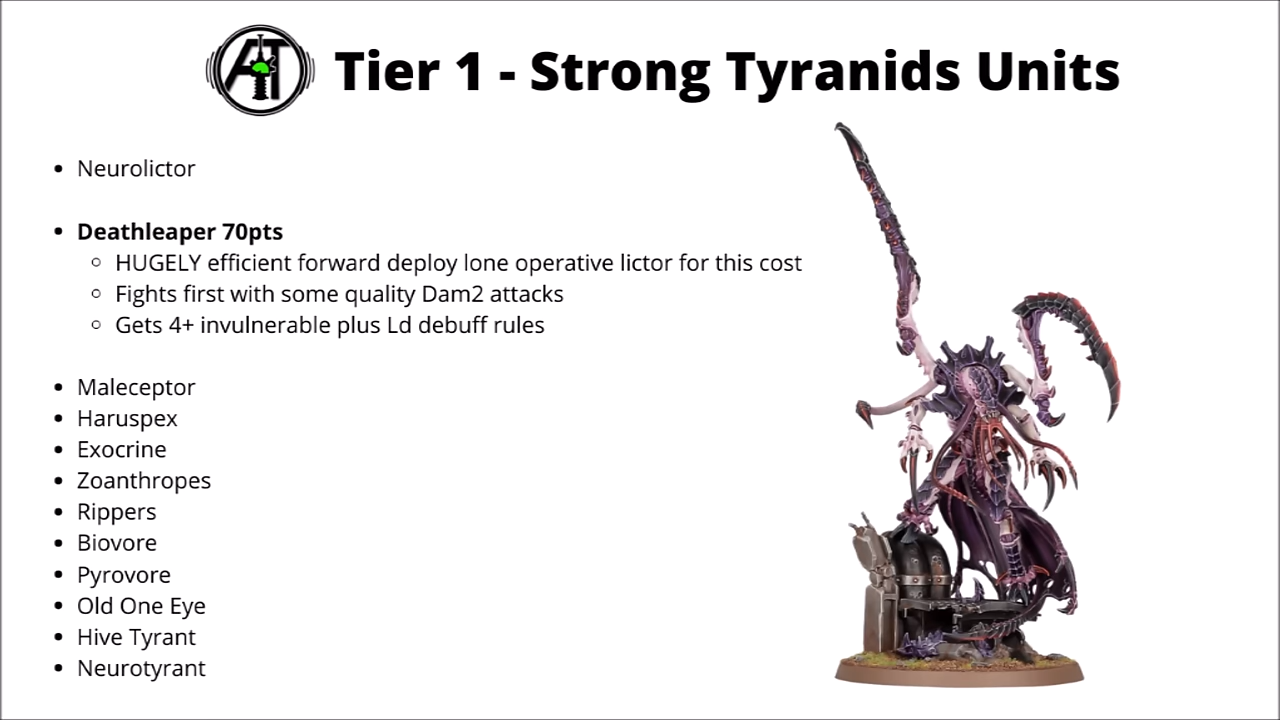 AT
Tier 1 - Strong Tyranids Units
• Neurolictor
• Deathleaper 70pts
◦ HUGELY efficient forward deploy lone operative lictor for this cost
◦ Fights first with some quality Dam2 attacks
◦ Gets 4+ invulnerable plus Ld debuff rules
• Maleceptor
• Haruspex
• Exocrine
• Zoanthropes
• Rippers
• Biovore
• Pyrovore
• Old One Eye
• Hive Tyrant
• Neurotyrant